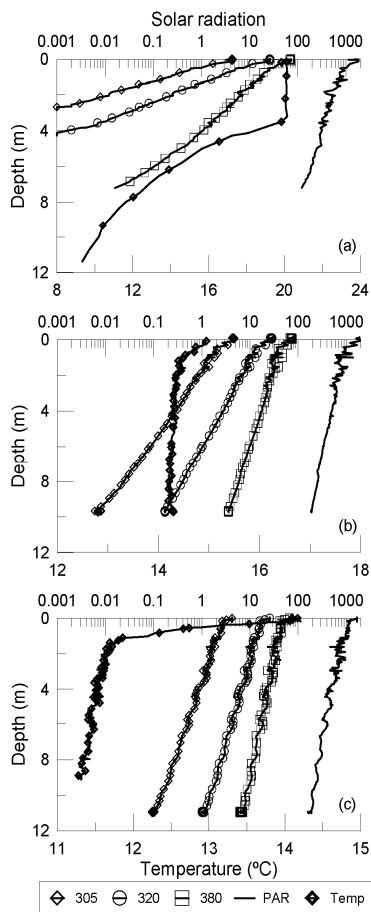 Solar radiation
0.001 0.01 0.1 1 10 100 1000
0
4
8
12
Depth (m)
(a)
8 12 16 20 24
0.001 0.01 0.1 1 10 100 1000
0
4
8
12
Depth (m)
(b)
12 14 16 18
0.001 0.01 0.1 1 10 100 1000
0
4
8
12
Depth (m)
(c)
11 12 13 14 15
Temperature (ºC)
305 320 380 PAR Temp